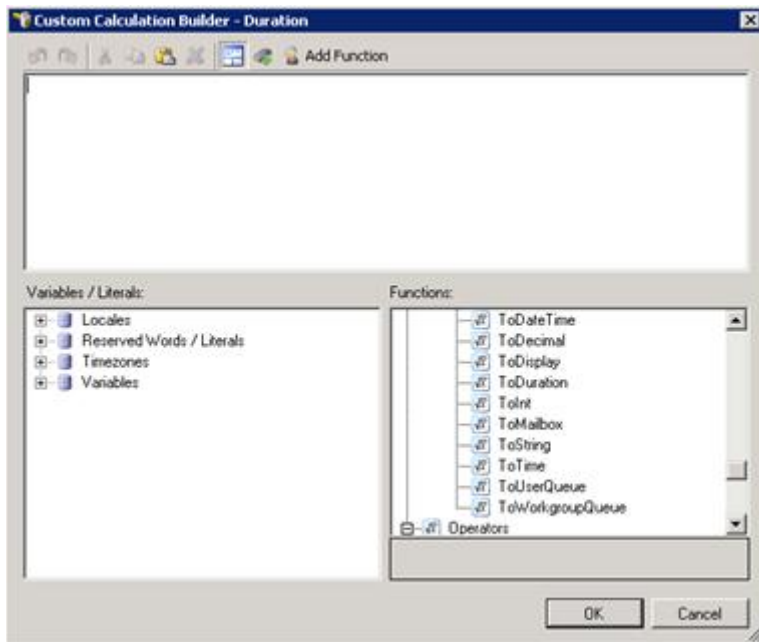 Custom Calculation Builder - Duration
Add Function
Variables / Literals:
Locales
Reserved Words / Literals
Timezones
Variables
Functions:
ToDateTime
ToDecimal
ToDisplay
ToDuration
ToInt
ToMailbox
ToString
ToTime
ToUserQueue
ToWorkgroupQueue
Operators
OK
Cancel